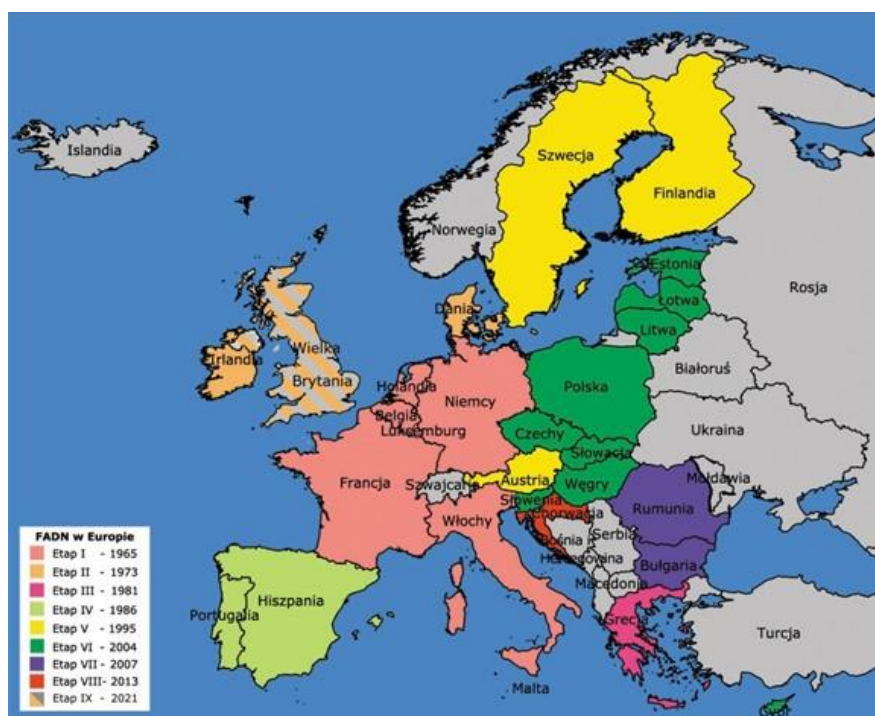 Islandia
Szwecja
Finlandia
Norwegia
Estonia
Rosja
Łotwa
Dania
Litwa
Irlandia
Wielka
Brytania
Białoruś
Holandia
Polska
Niemcy
Belgia
Luksemburg
Ukraina
Czechy
Słowacja
Francja
Szwajcaria
Austria
Węgry
Mołdawia
Słowenia
Chorwacja
Rumunia
Włochy
Bośnia i
Serbia
Hercegowina
Bułgaria
Macedonja
Hiszpania
Portugalia
Grecja
Turcja
Malta
FADN w Europie
Etap I - 1965
Etap II - 1973
Etap III - 1981
Etap IV - 1986
Etap V - 1995
Etap VI - 2004
Etap VII - 2007
Etap VIII- 2013
Etap IX - 2021